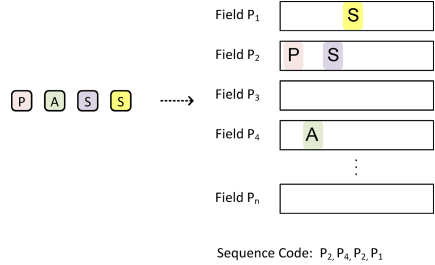 Field P₁ S
Field P₂ P S
Field P₃
P A S S
Field P₄ A
⋮
Field Pₙ
Sequence Code: P₂, P₄, P₂, P₁